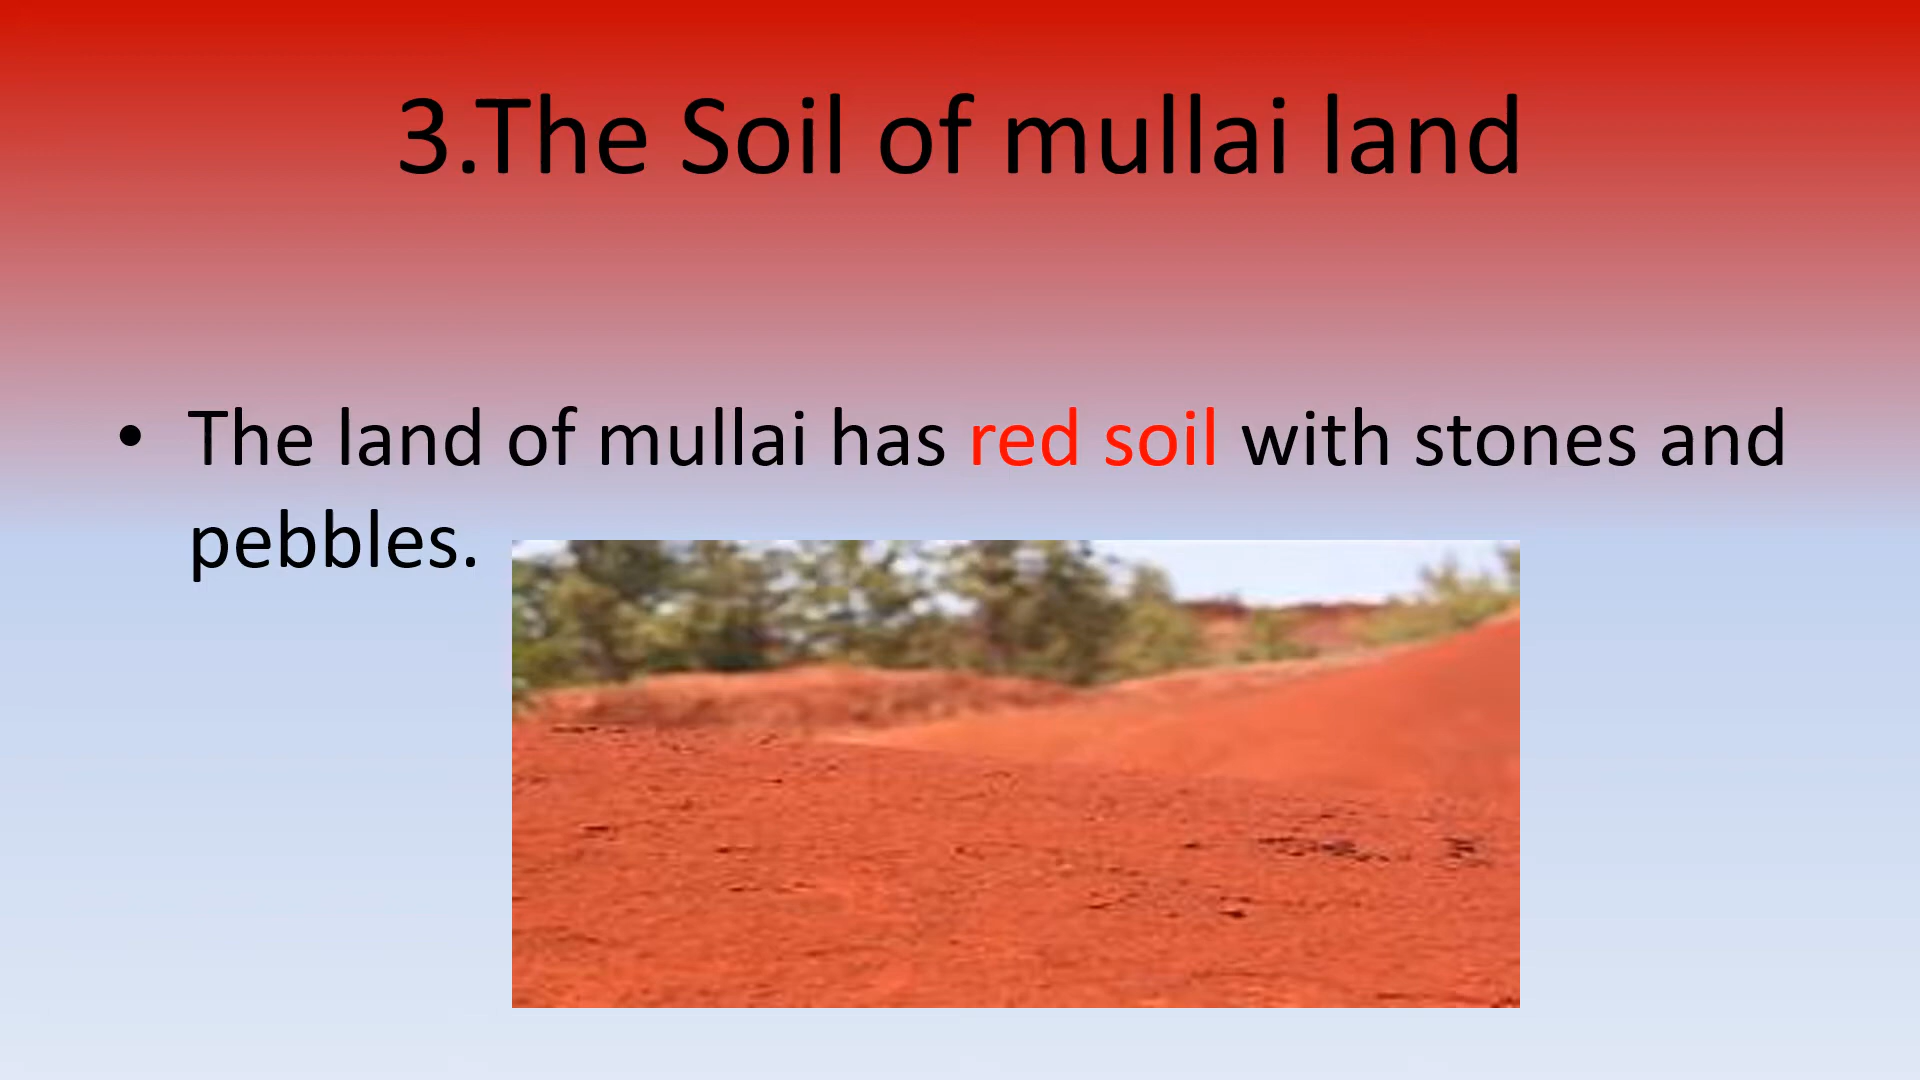 3.The Soil of mullai land
• The land of mullai has red soil with stones and
pebbles.